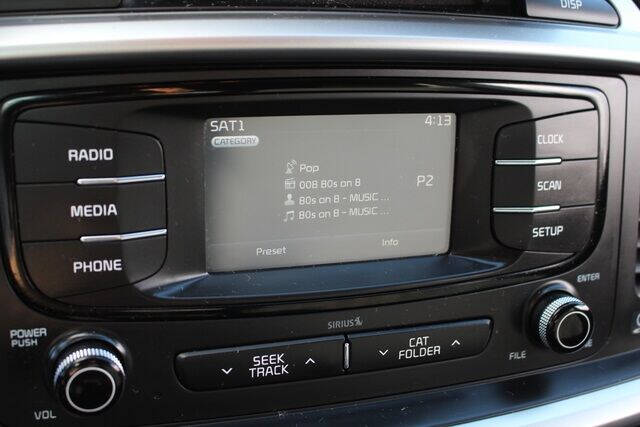 DISP
SAT1 4:13
CATEGORY
Pop
008 80s on 8
80s on 8 - MUSIC ...
80s on 8 - MUSIC ...
P2
Preset Info
RADIO
MEDIA
PHONE
CLOCK
SCAN
SETUP
SIRIUS
POWER
PUSH
VOL
SEEK
TRACK
CAT
FOLDER
ENTER
FILE